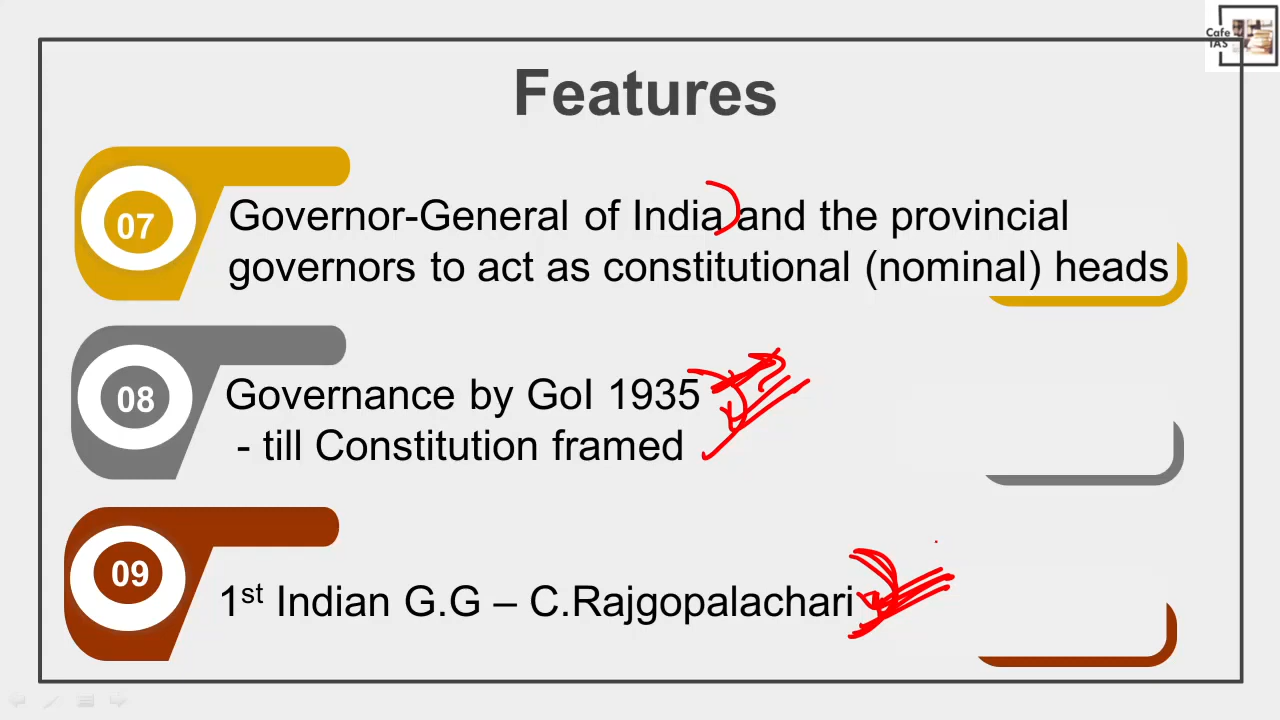 Cafe
IAS
Features
07
Governor-General of India and the provincial
governors to act as constitutional (nominal) heads
08
Governance by GoI 1935
- till Constitution framed
09
1st Indian G.G – C.Rajgopalachari